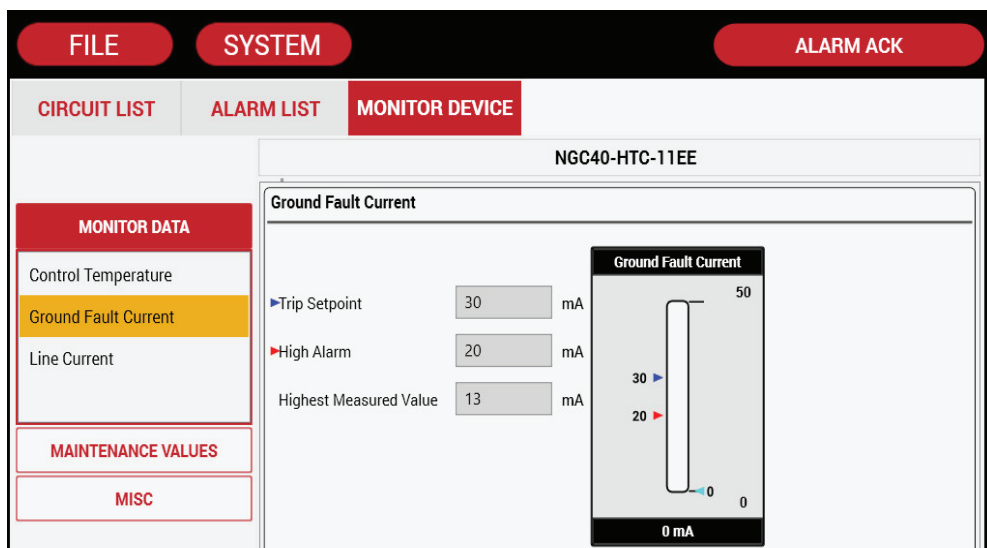 FILE SYSTEM ALARM ACK
CIRCUIT LIST ALARM LIST MONITOR DEVICE
NGC40-HTC-11EE
MONITOR DATA
Control Temperature
Ground Fault Current
Line Current
MAINTENANCE VALUES
MISC
Ground Fault Current
Trip Setpoint 30 mA
High Alarm 20 mA
Highest Measured Value 13 mA
Ground Fault Current
50
30
20
0
0
0 mA